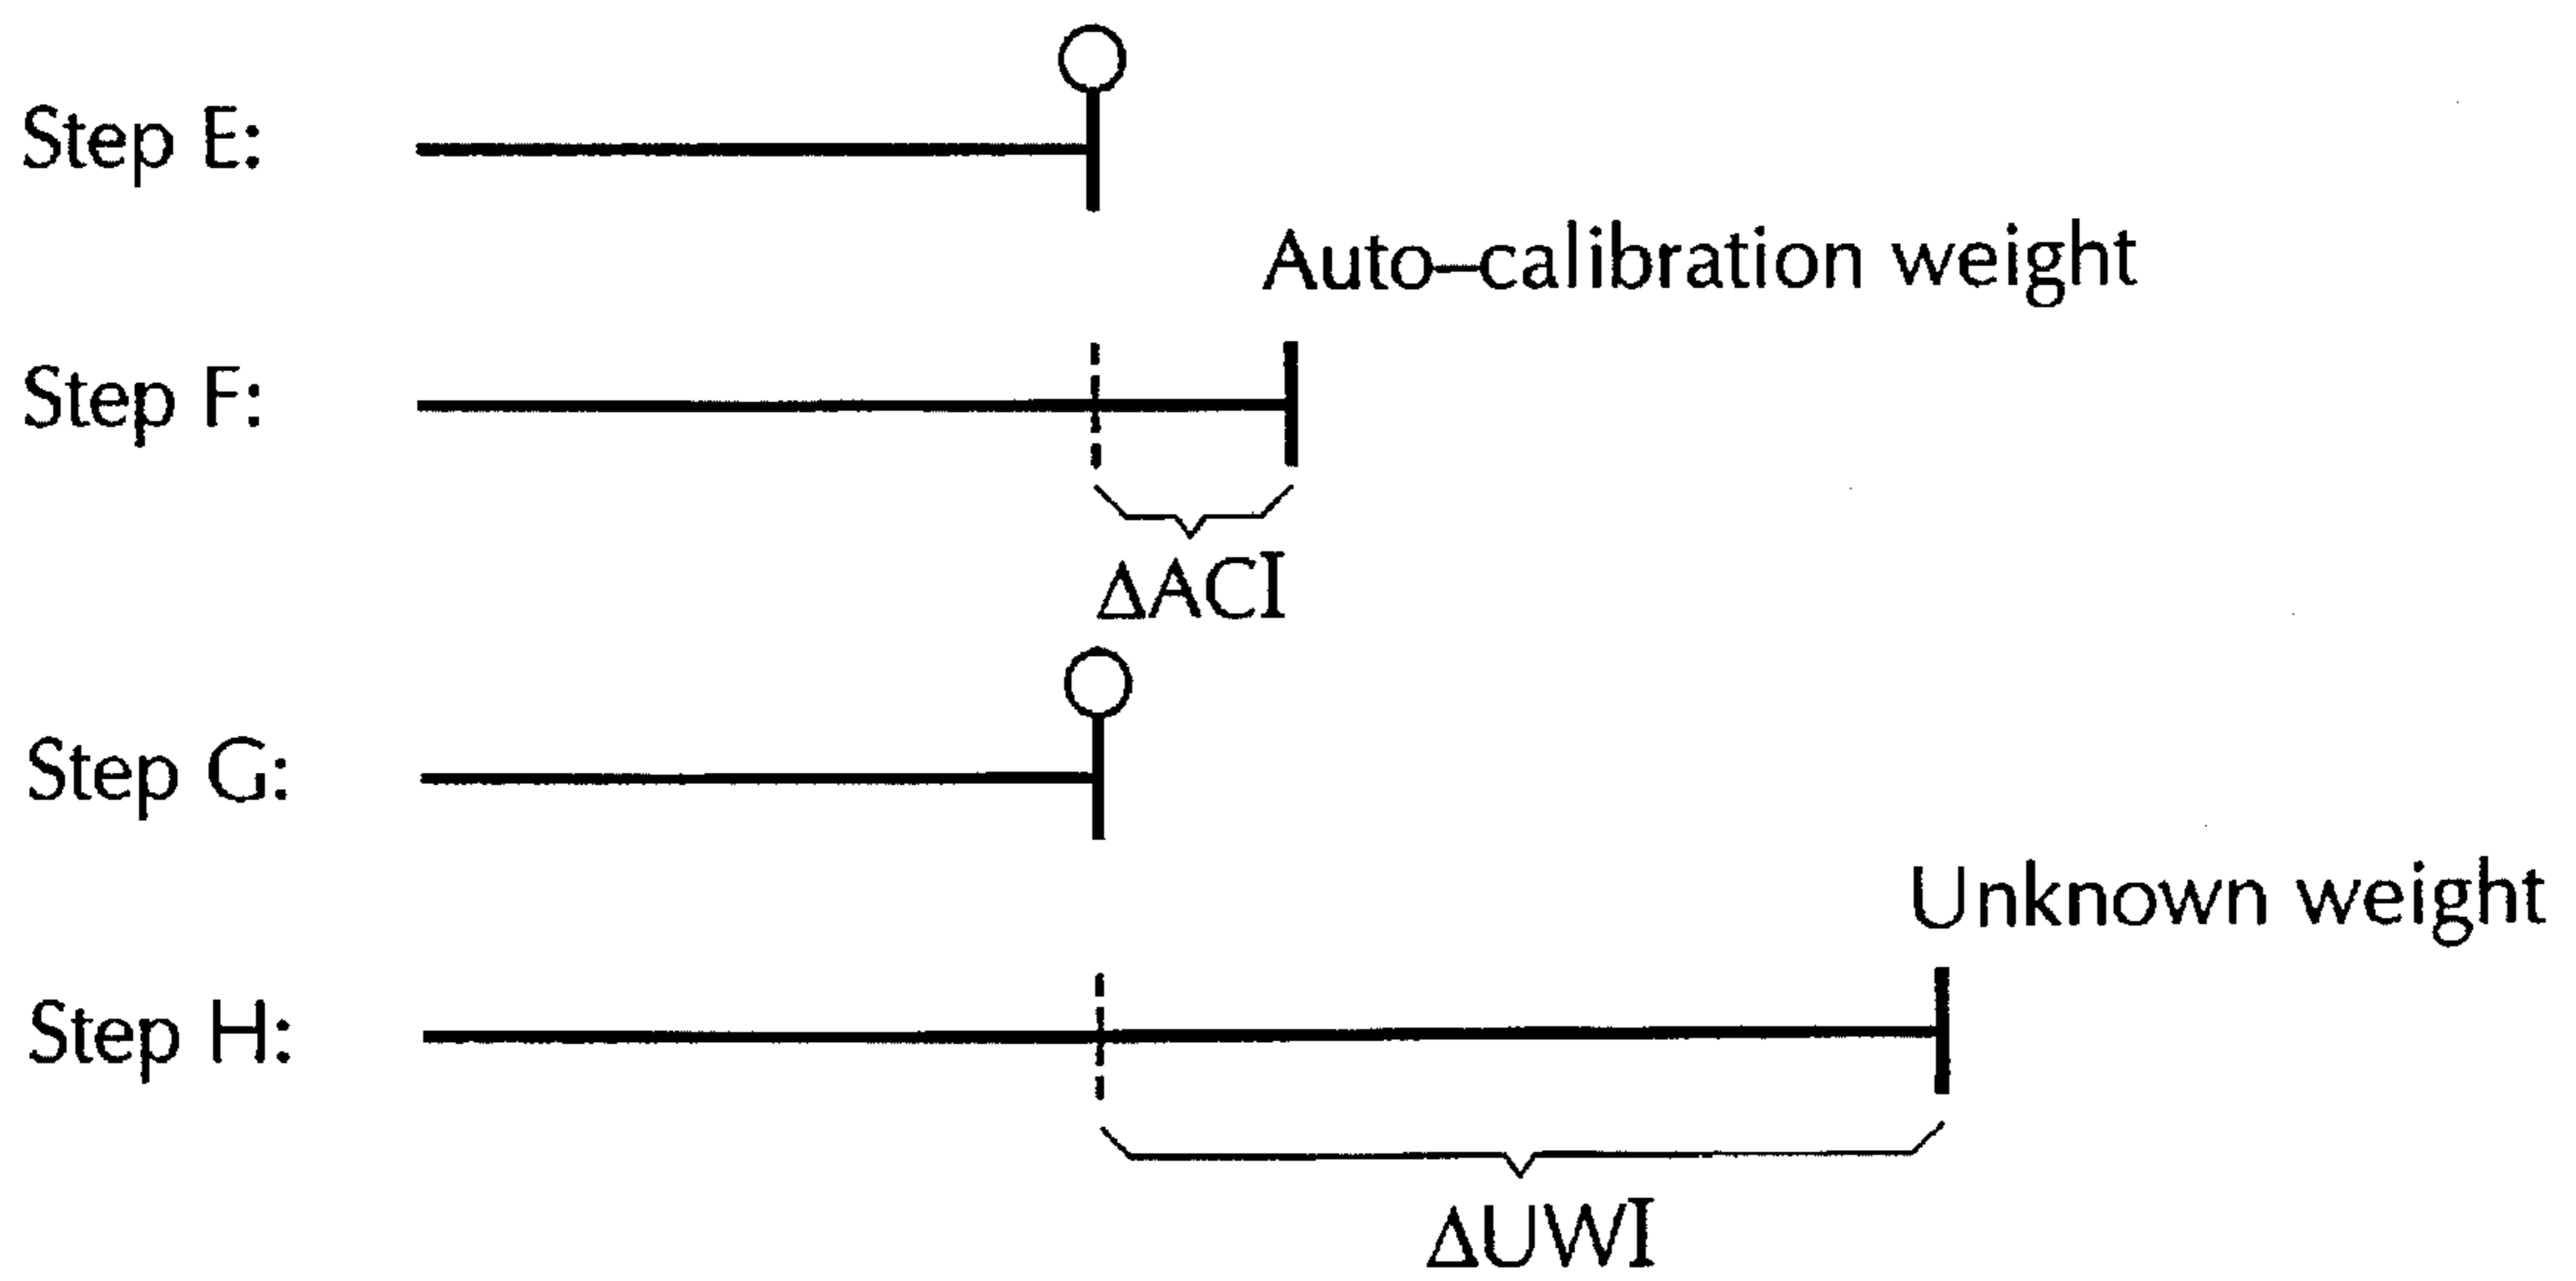 Step E:
Auto–calibration weight
Step F:
ΔACI
Step G:
Unknown weight
Step H:
ΔUWI